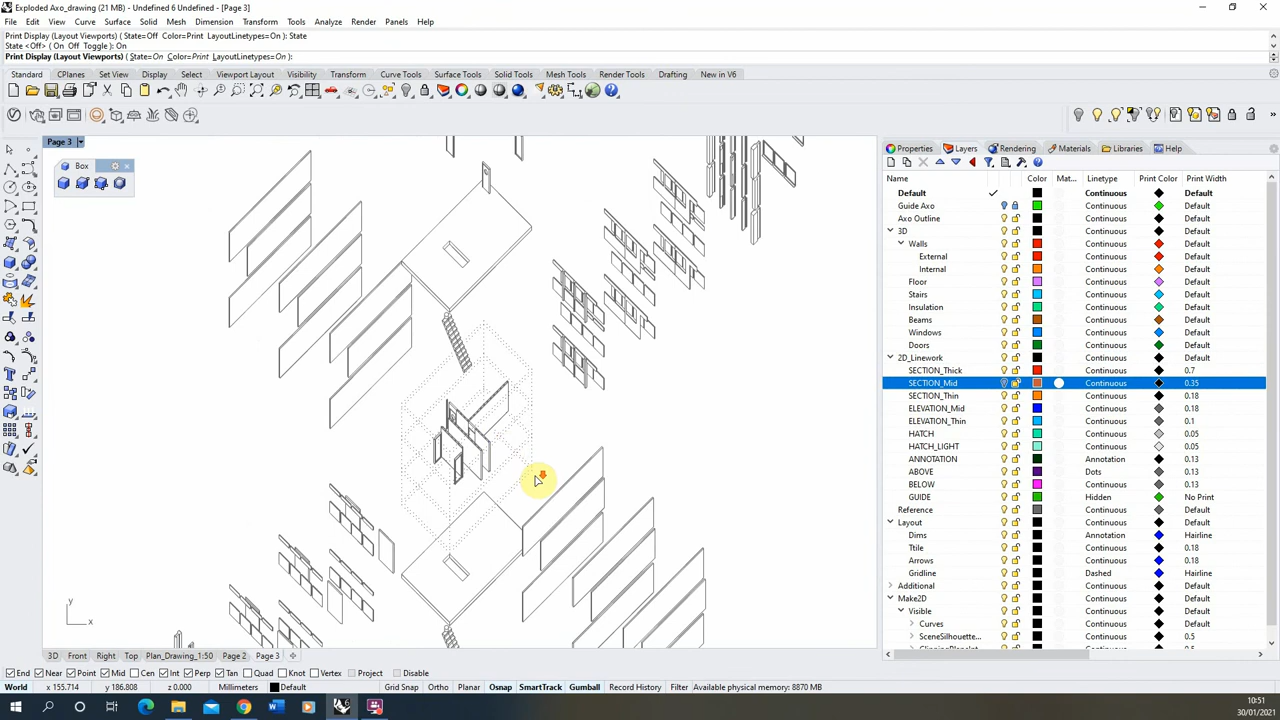 Exploded Axo_drawing (21 MB) - Undefined 6 Undefined - [Page 3]
File Edit View Curve Surface Solid Mesh Dimension Transform Tools Analyze Render Panels Help
Print Display (Layout Viewports) ( State=Off Color=Print LayoutLinetypes=On ): State
State <Off> ( On Off Toggle ): On
Print Display (Layout Viewports) ( State=On Color=Print LayoutLinetypes=On ):
Standard CPlanes Set View Display Select Viewport Layout Visibility Transform Curve Tools Surface Tools Solid Tools Mesh Tools Render Tools Drafting New in V6
Page 3
Box
Properties Layers Rendering Materials Libraries Help
Name Color Mat... Linetype Print Color Print Width
Default Continuous Default
Guide Axo Continuous Default
Axo Outline Continuous Default
3D Continuous Default
Walls Continuous Default
External Continuous Default
Internal Continuous Default
Floor Continuous Default
Stairs Continuous Default
Insulation Continuous Default
Beams Continuous Default
Windows Continuous Default
Doors Continuous Default
2D_Linework Continuous Default
SECTION_Thick Continuous 0.7
SECTION_Mid Continuous 0.35
SECTION_Thin Continuous 0.18
ELEVATION_Mid Continuous 0.18
ELEVATION_Thin Continuous 0.1
HATCH Continuous 0.05
HATCH_LIGHT Continuous 0.05
ANNOTATION Annotation 0.13
ABOVE Dots 0.13
BELOW Continuous 0.13
GUIDE Hidden No Print
Reference Continuous Default
Layout Continuous Default
Dims Annotation Hairline
Ttile Continuous 0.18
Arrows Continuous 0.18
Gridline Dashed Hairline
Additional Continuous Default
Make2D Continuous Default
Visible Continuous Default
Curves Continuous Default
SceneSilhouette... Continuous 0.5
y
x
3D Front Right Top Plan_Drawing_1:50 Page 2 Page 3
End Near Point Mid Cen Int Perp Tan Quad Knot Vertex Project Disable
World x 155.714 y 186.808 z 0.000 Millimeters Default Grid Snap Ortho Planar Osnap SmartTrack Gumball Record History Filter Available physical memory: 8870 MB
10:51
30/01/2021